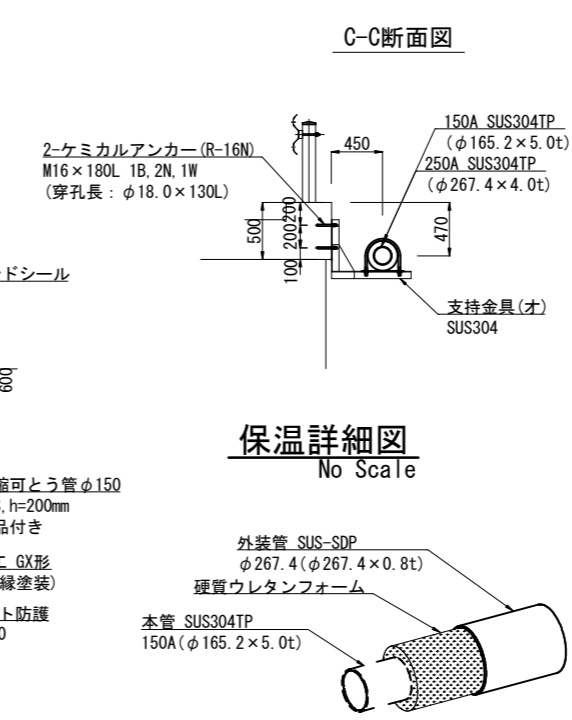 C-C断面図
150A SUS304TP
(φ165.2×5.0t)
250A SUS304TP
(φ267.4×4.0t)
2-ケミカルアンカー(R-16N)
M16×180L 1B,2N,1W
(穿孔長：φ18.0×130L)
450
500
200
200
100
470
支持金具(オ)
SUS304
ドシール
600
保温詳細図
No Scale
縮可とう管φ150
,h=200mm
品付き
GX形
縁塗装)
ト防護
0
外装管 SUS-SDP
φ267.4(φ267.4×0.8t)
硬質ウレタンフォーム
本管 SUS304TP
150A(φ165.2×5.0t)